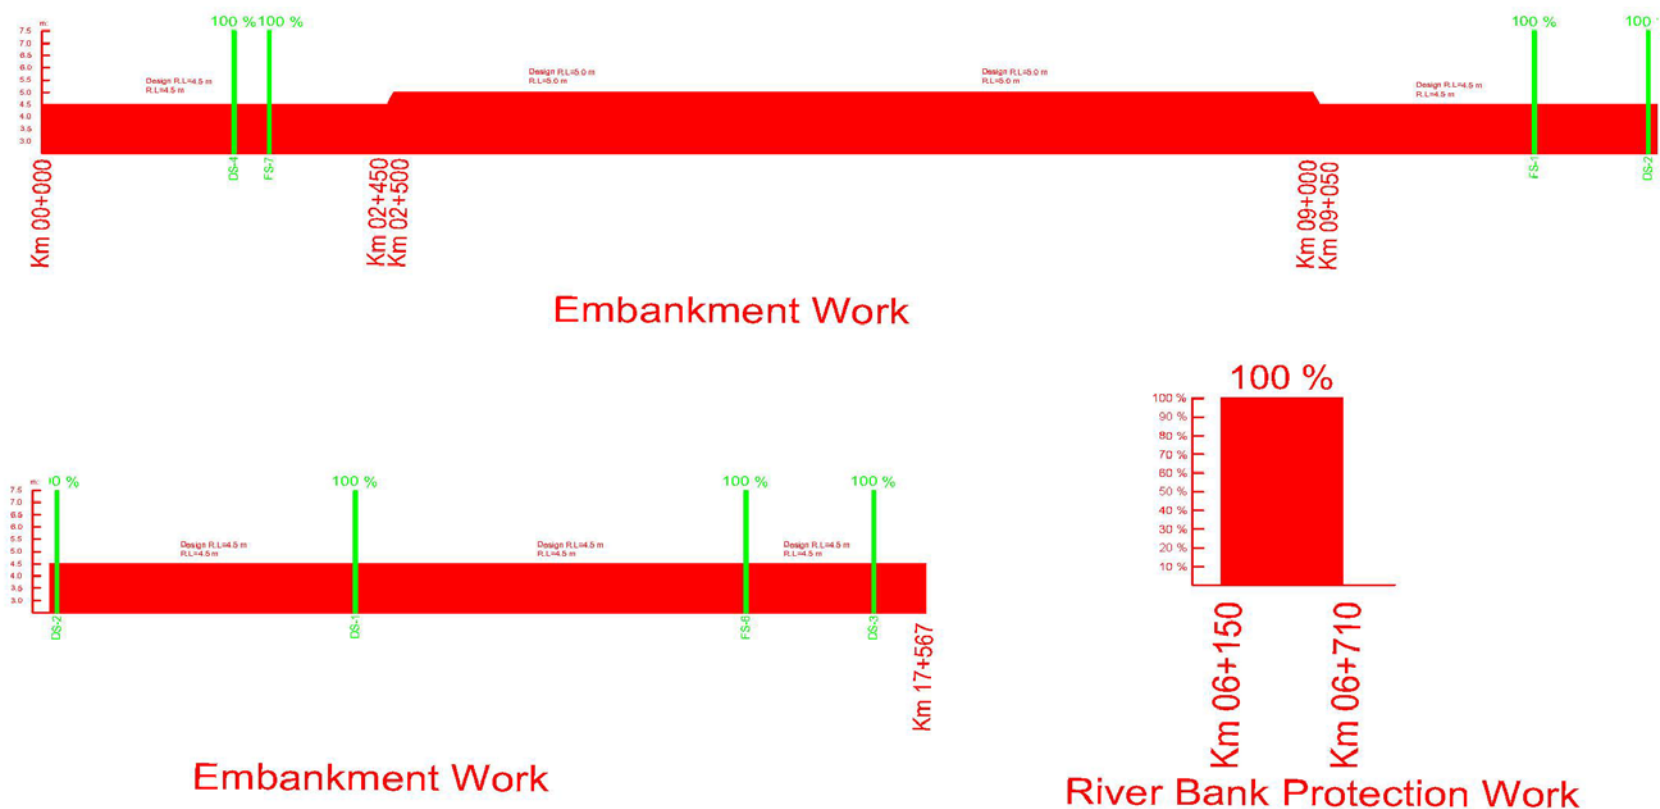 100 % 100 % 100 % 100
m
7.5
7.0
6.5
6.0
5.5
5.0
4.5
4.0
3.5
3.0
Design R.L=4.5 m
R.L=4.5 m
Design R.L=5.0 m
R.L=5.0 m
Design R.L=5.0 m
R.L=5.0 m
Design R.L=4.5 m
R.L=4.5 m
DS-4
FS-7
FS-1
DS-2
Km 00+000
Km 02+450
Km 02+500
Km 09+000
Km 09+050
Embankment Work
0 % 100 % 100 % 100 %
m
7.5
7.0
6.5
6.0
5.5
5.0
4.5
4.0
3.5
3.0
Design R.L=4.5 m
R.L=4.5 m
Design R.L=4.5 m
R.L=4.5 m
Design R.L=4.5 m
R.L=4.5 m
DS-2
DS-1
FS-6
DS-3
Km 17+567
Embankment Work
100 %
100 %
90 %
80 %
70 %
60 %
50 %
40 %
30 %
20 %
10 %
Km 06+150
Km 06+710
River Bank Protection Work